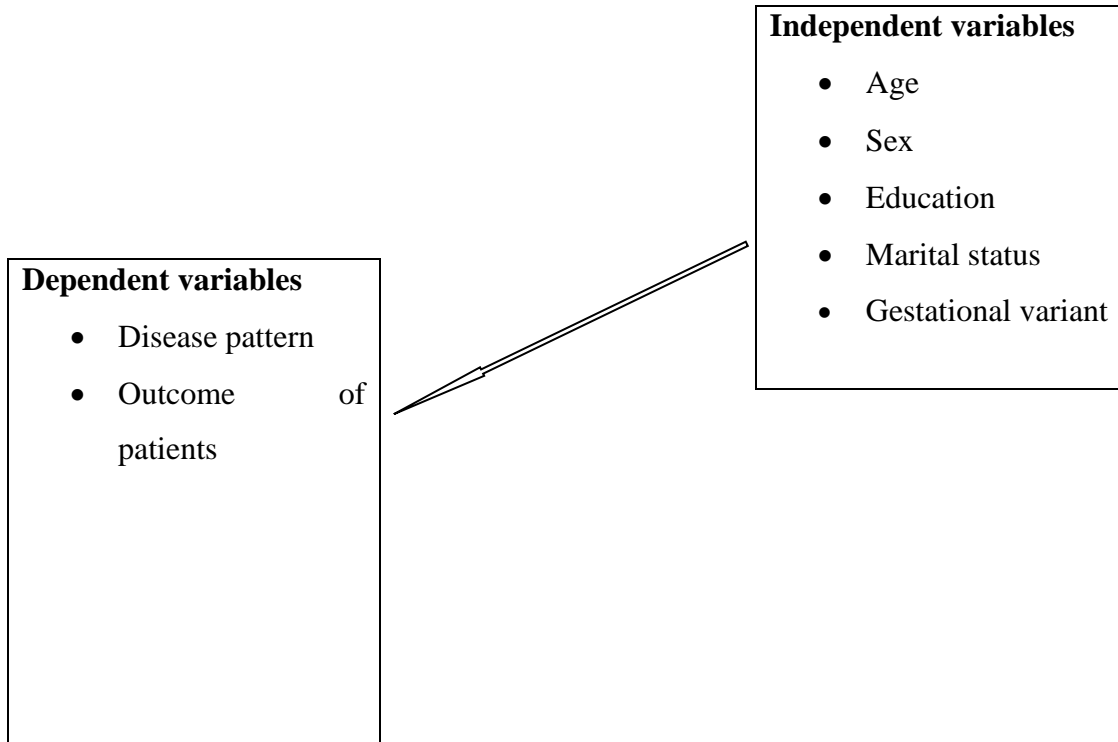 Independent variables
• Age
• Sex
• Education
• Marital status
• Gestational variant
Dependent variables
• Disease pattern
• Outcome of
patients